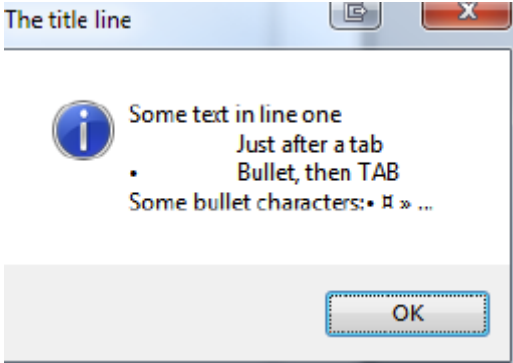 The title line
Some text in line one
	Just after a tab
•	Bullet, then TAB
Some bullet characters:• ¤ » ...
OK